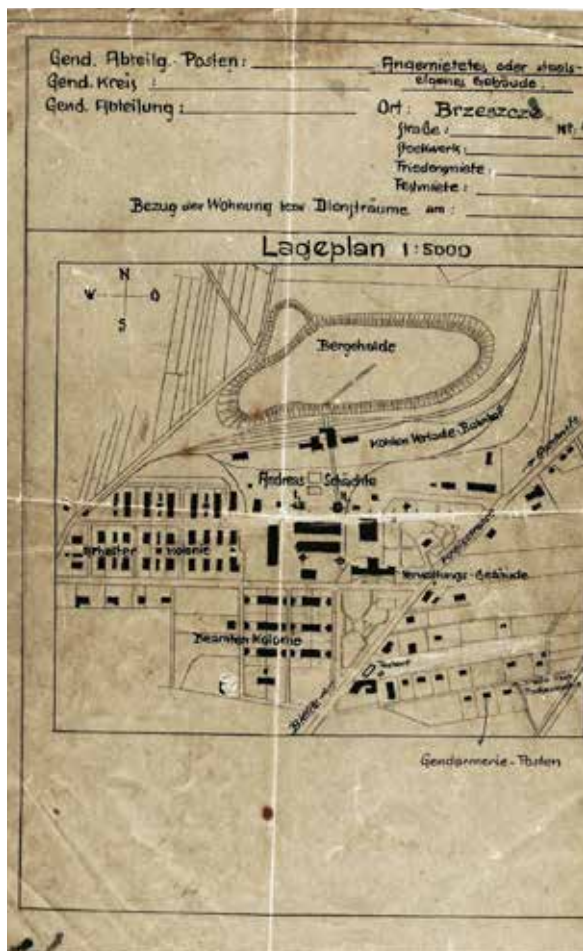 Gend. Abteilg. Posten:
Gend. Kreis :
Gend. Abteilung :
Angemietetes oder staats-
eigenes Gebäude.
Ort: Brzeszcze
Straße: Nr.
Stockwerk:
Friedensmiete:
Festmiete:
Bezug der Wohnung bzw Diensträume am :
Lageplan 1:5000
N
W O
S
Bergehalde
Kohlen Verlade-Bahnhof
Andreas Schächte
I. II.
Arbeiter Kolonie
Verwaltungs-Gebäude
Beamten Kolonie
Gendarmerie-Posten